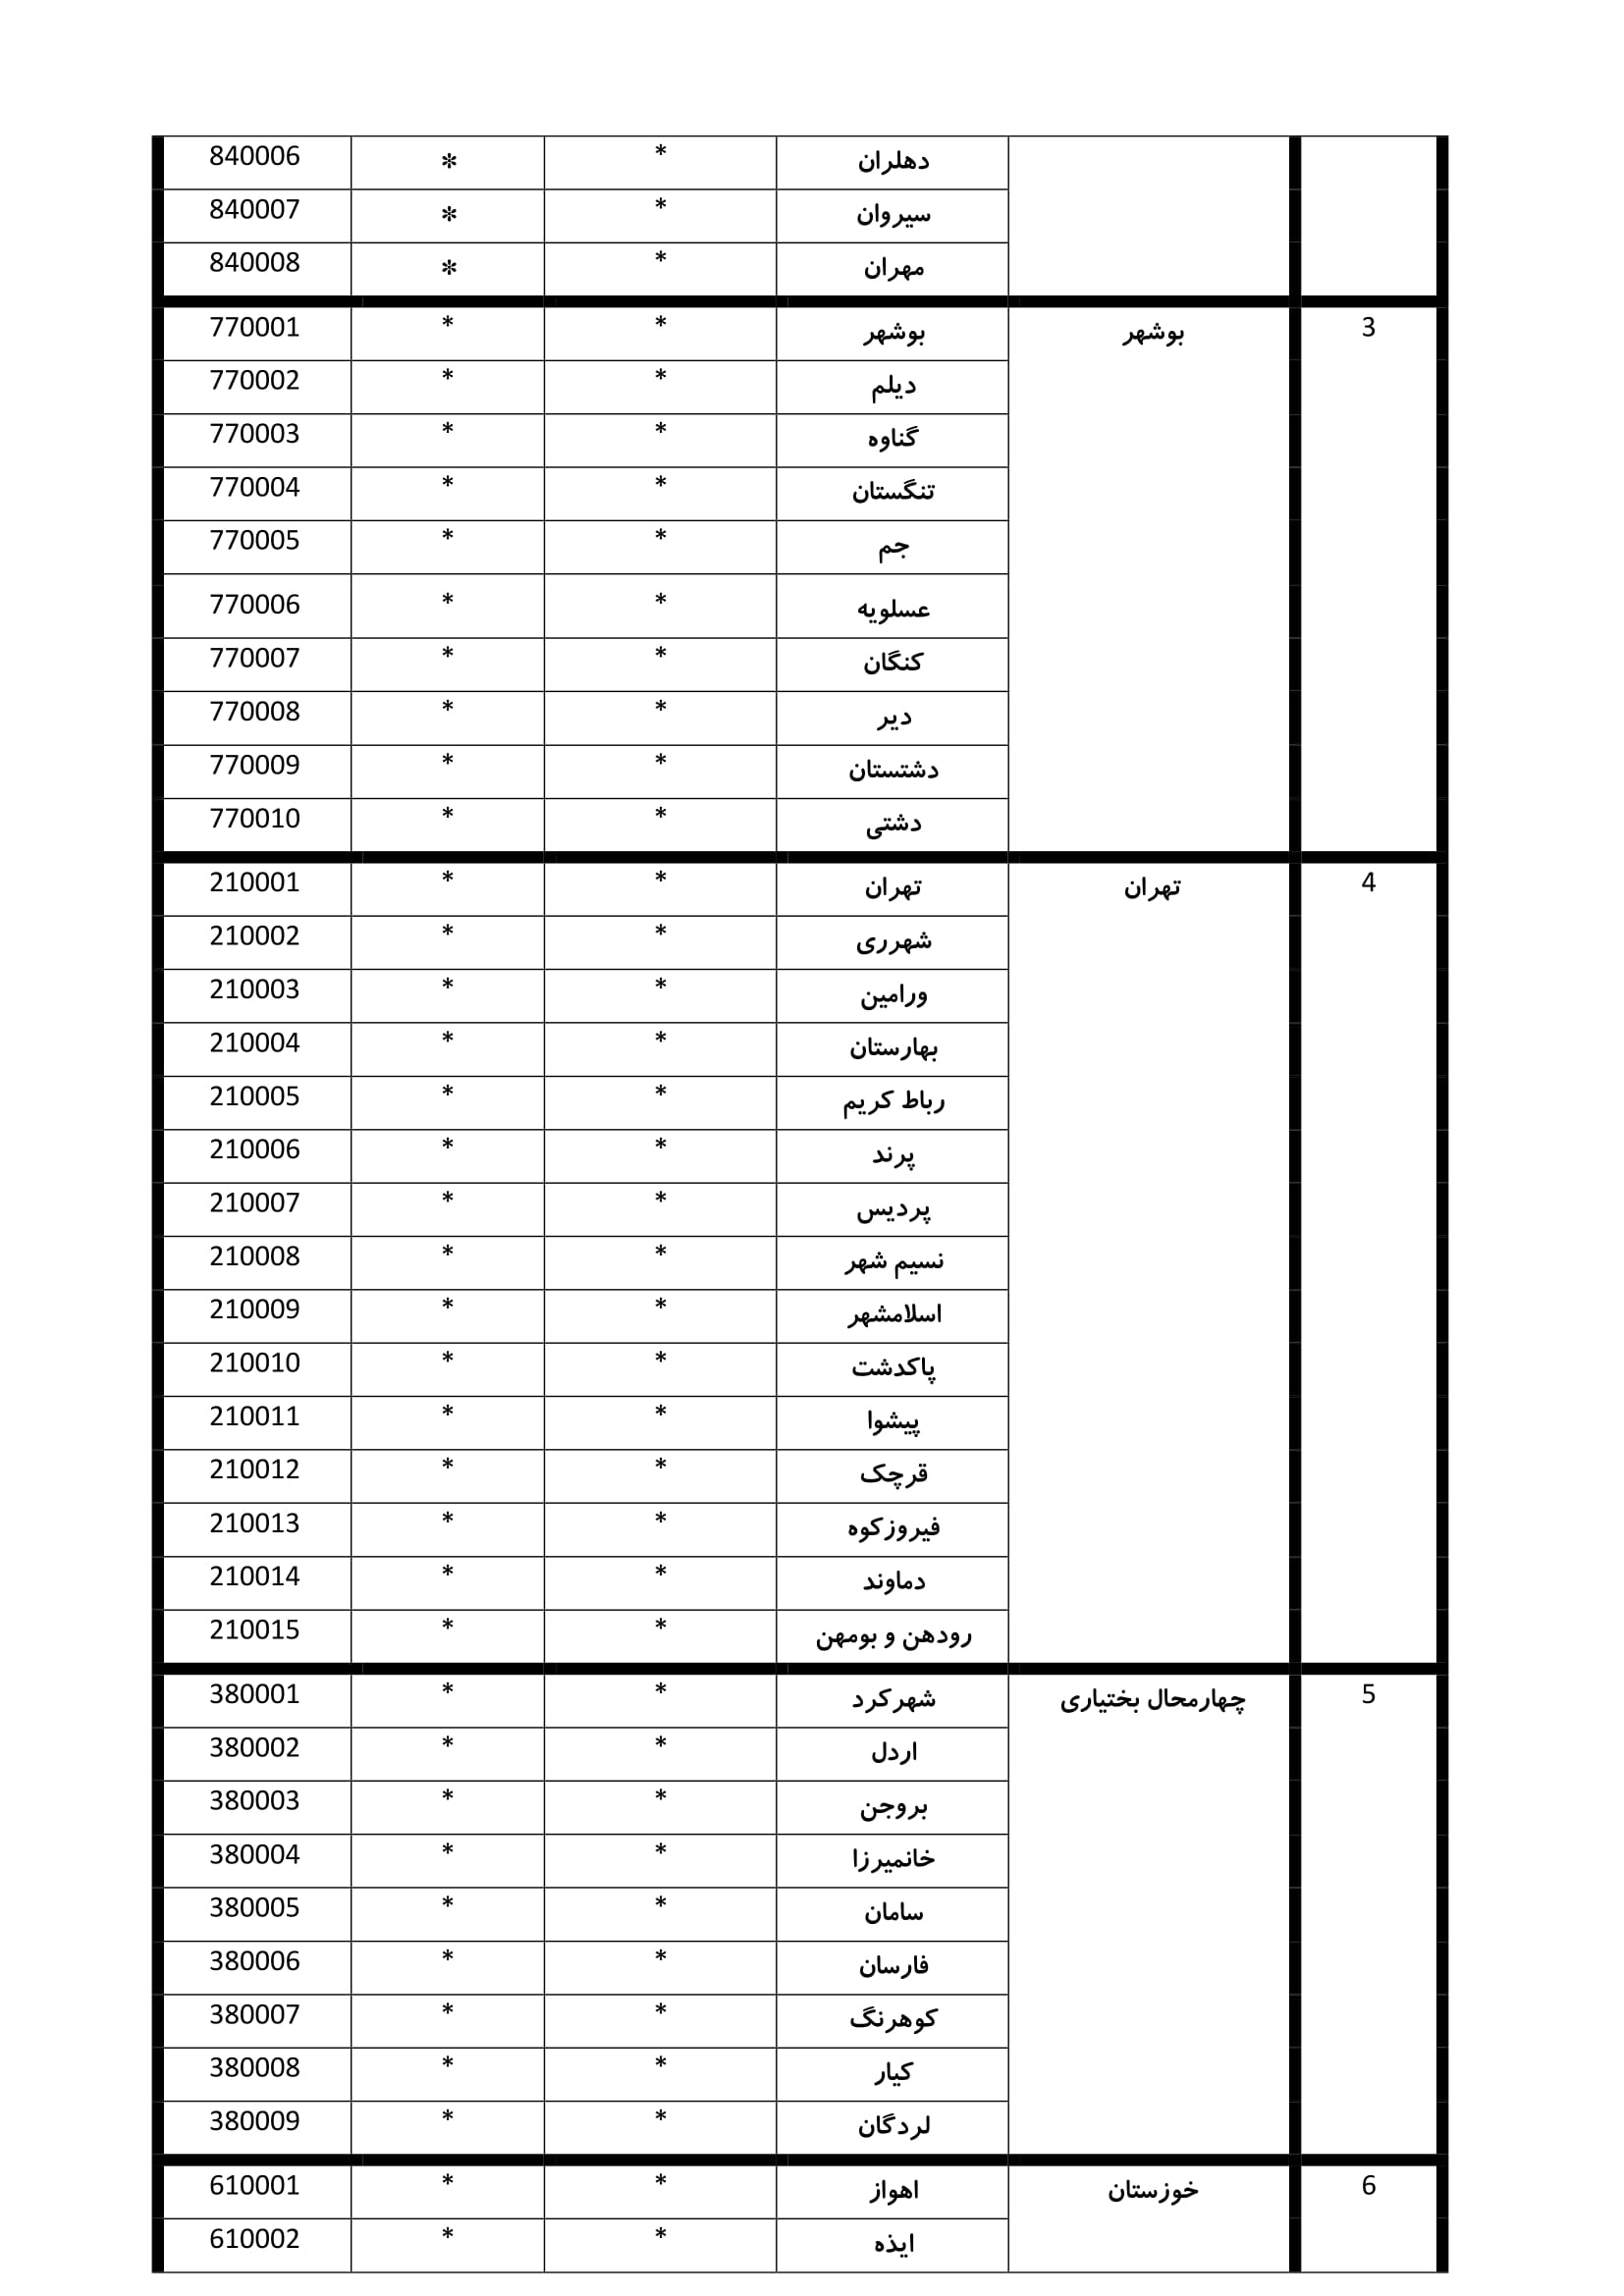 دهلران * * 840006
سیروان * * 840007
مهران * * 840008
3 بوشهر بوشهر * * 770001
دیلم * * 770002
گناوه * * 770003
تنگستان * * 770004
جم * * 770005
عسلویه * * 770006
کنگان * * 770007
دیر * * 770008
دشتستان * * 770009
دشتی * * 770010
4 تهران تهران * * 210001
شهرری * * 210002
ورامین * * 210003
بهارستان * * 210004
رباط کریم * * 210005
پرند * * 210006
پردیس * * 210007
نسیم شهر * * 210008
اسلامشهر * * 210009
پاکدشت * * 210010
پیشوا * * 210011
قرچک * * 210012
فیروزکوه * * 210013
دماوند * * 210014
رودهن و بومهن * * 210015
5 چهارمحال بختیاری شهرکرد * * 380001
اردل * * 380002
بروجن * * 380003
خانمیرزا * * 380004
سامان * * 380005
فارسان * * 380006
کوهرنگ * * 380007
کیار * * 380008
لردگان * * 380009
6 خوزستان اهواز * * 610001
ایذه * * 610002